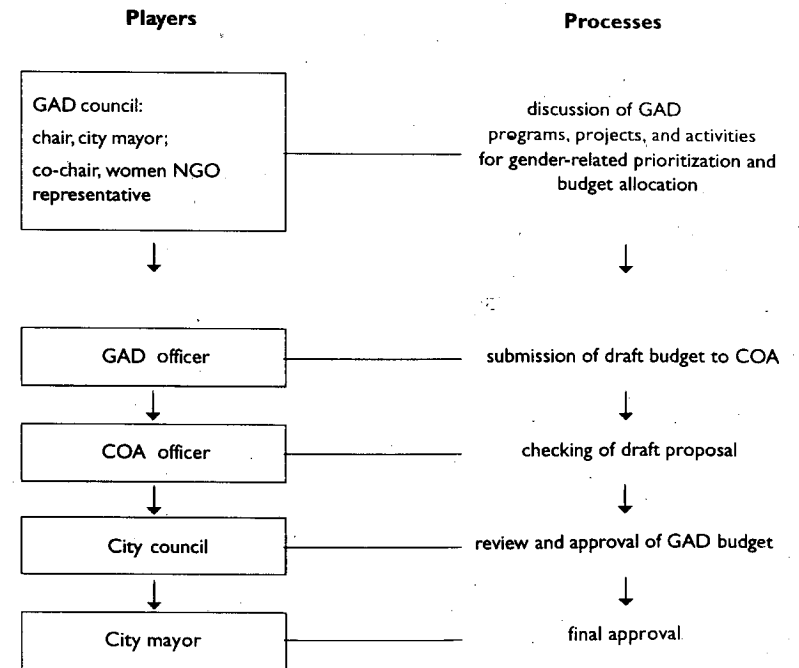 Players
Processes
GAD council:
chair, city mayor;
co-chair, women NGO
representative
discussion of GAD
programs, projects, and activities
for gender-related prioritization and
budget allocation
GAD officer
submission of draft budget to COA
COA officer
checking of draft proposal
City council
review and approval of GAD budget
City mayor
final approval